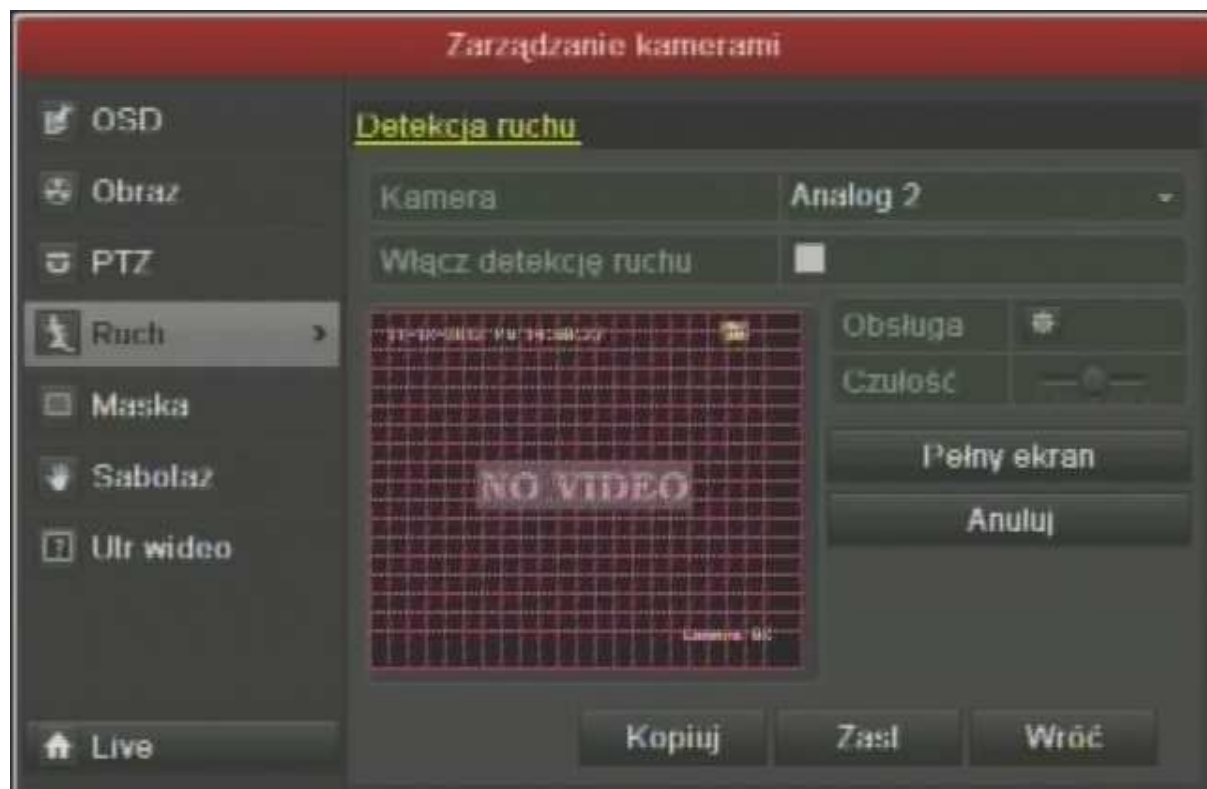 Zarządzanie kamerami
OSD
Obraz
PTZ
Ruch
Maska
Sabotaż
Utr wideo
Live
Detekcja ruchu
Kamera
Analog 2
Włącz detekcję ruchu
NO VIDEO
Obsługa
Czułość
Pełny ekran
Anuluj
Kopiuj
Zast
Wróć